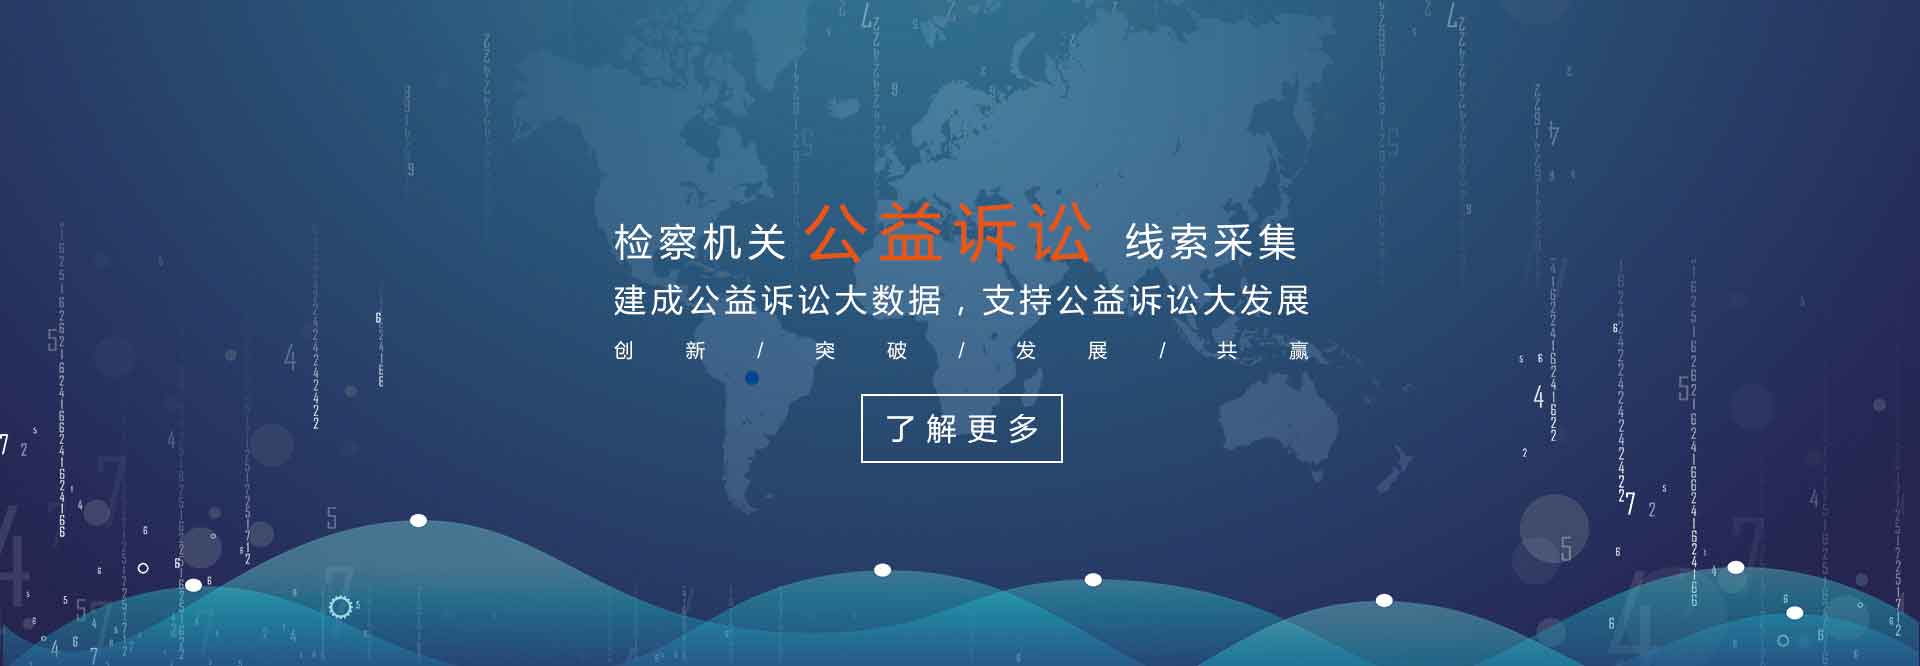 检察机关 公益诉讼 线索采集
建成公益诉讼大数据，支持公益诉讼大发展
创新/突破/发展/共赢
了解更多